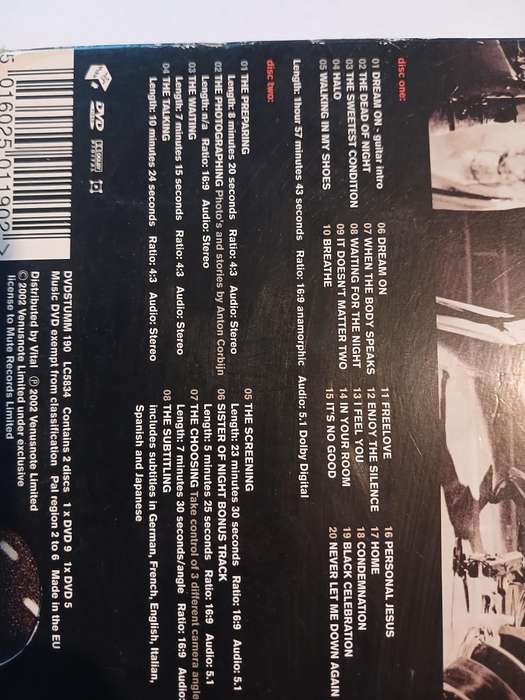 disc one:
01 DREAM ON - guitar intro
02 THE DEAD OF NIGHT
03 THE SWEETEST CONDITION
04 HALO
05 WALKING IN MY SHOES
06 DREAM ON
07 WHEN THE BODY SPEAKS
08 WAITING FOR THE NIGHT
09 IT DOESN'T MATTER TWO
10 BREATHE
11 FREELOVE
12 ENJOY THE SILENCE
13 I FEEL YOU
14 IN YOUR ROOM
15 IT'S NO GOOD
16 PERSONAL JESUS
17 HOME
18 CONDEMNATION
19 BLACK CELEBRATION
20 NEVER LET ME DOWN AGAIN
Length: 1hour 57 minutes 43 seconds Ratio: 16:9 anamorphic Audio: 5.1 Dolby Digital
disc two:
01 THE PREPARING
Length: 8 minutes 20 seconds Ratio: 4:3 Audio: Stereo
02 THE PHOTOGRAPHING Photo's and stories by Anton Corbijn
Length: n/a Ratio: 16:9 Audio: Stereo
03 THE WAITING
Length: 7 minutes 15 seconds Ratio: 4:3 Audio: Stereo
04 THE TALKING
Length: 10 minutes 24 seconds Ratio: 4:3 Audio: Stereo
05 THE SCREENING
Length: 23 minutes 30 seconds Ratio: 16:9 Audio: 5.1
06 SISTER OF NIGHT BONUS TRACK
Length: 5 minutes 25 seconds Ratio: 16:9 Audio: 5.1
07 THE CHOOSING Take control of 3 different camera angle
Length: 7 minutes 30 seconds/angle Ratio: 16:9 Audio
08 THE SUBTITLING
includes subtitles in German, French, English, Italian,
Spanish and Japanese
DVD
5 016025 011902 >
DVDSTUMM 190 LC5834 Contains 2 discs 1 x DVD 9 1x DVD 5
Music DVD exempt from classification Pal region 2 to 6 Made in the EU
Distributed by Vital ℗ 2002 Venusnote Limited
© 2002 Venusnote Limited under exclusive
license to Mute Records Limited